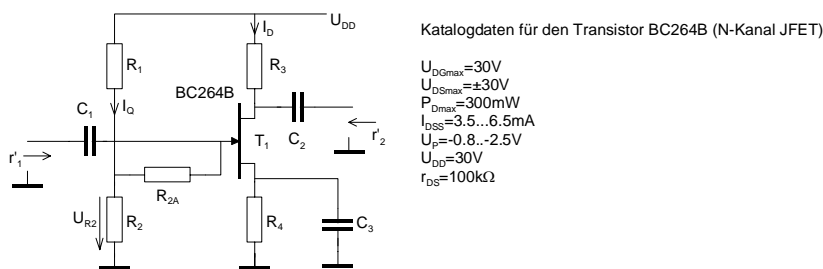 I_D
U_DD
R_1
R_3
BC264B
C_1
I_Q
T_1
C_2
r'_1
r'_2
R_2A
U_R2
R_2
R_4
C_3
Katalogdaten für den Transistor BC264B (N-Kanal JFET)
U_DGmax=30V
U_DSmax=±30V
P_Dmax=300mW
I_DSS=3.5...6.5mA
U_P=-0.8..-2.5V
U_DD=30V
r_DS=100kΩ